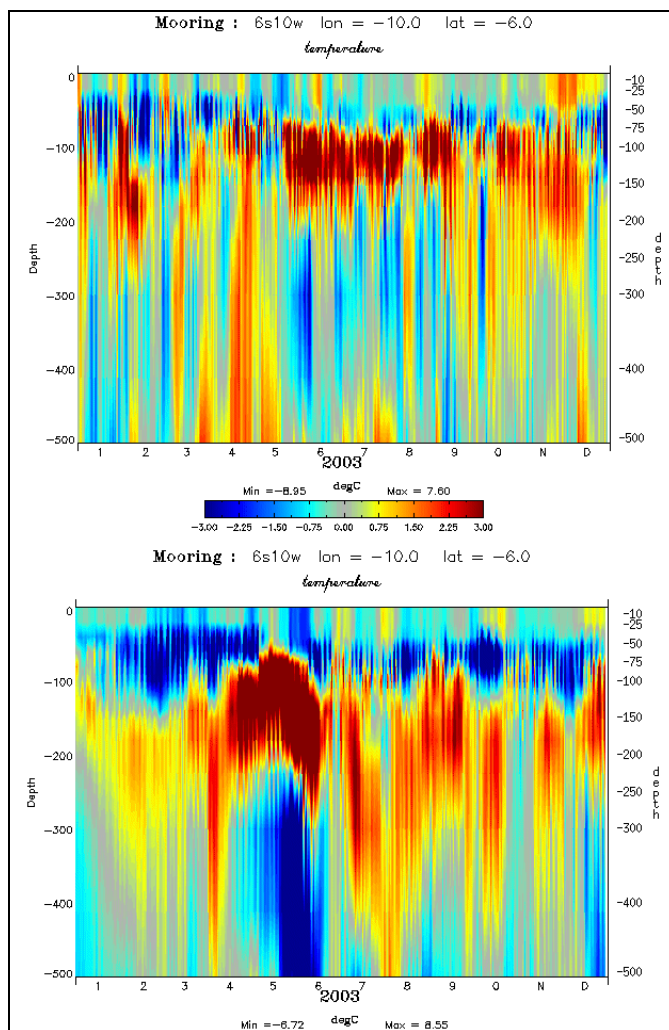 Mooring : 6s10w lon = -10.0 lat = -6.0
temperature
0
-100
-200
-300
-400
-500
Depth
-10
-25
-50
-75
-100
-150
-200
-250
-300
-400
-500
depth
1 2 3 4 5 6 7 8 9 O N D
2003
degC
Min =-8.95 Max = 7.60
-3.00 -2.25 -1.50 -0.75 0.00 0.75 1.50 2.25 3.00
Mooring : 6s10w lon = -10.0 lat = -6.0
temperature
0
-100
-200
-300
-400
-500
Depth
-10
-25
-50
-75
-100
-150
-200
-250
-300
-400
-500
depth
1 2 3 4 5 6 7 8 9 O N D
2003
Min =-6.72 degC Max = 8.55